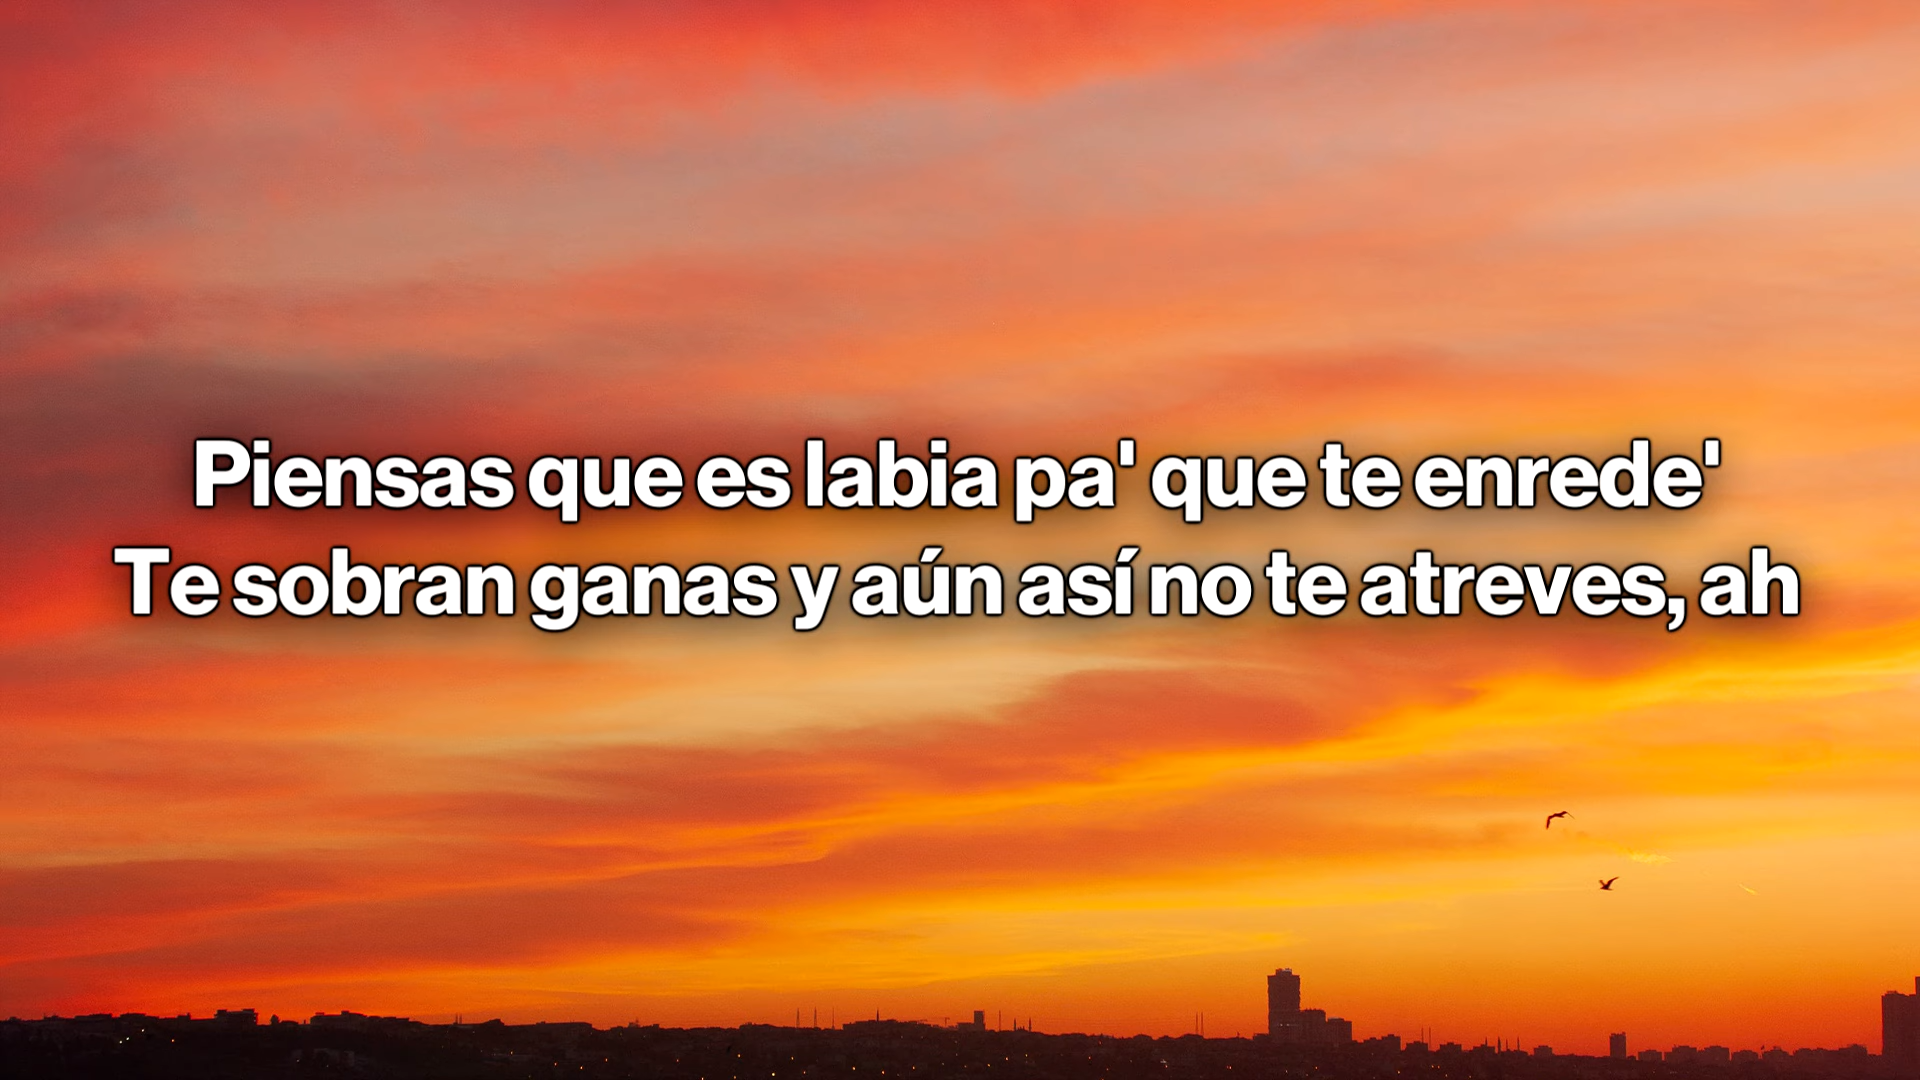 Piensas que es labia pa' que te enrede'
Te sobran ganas y aún así no te atreves, ah